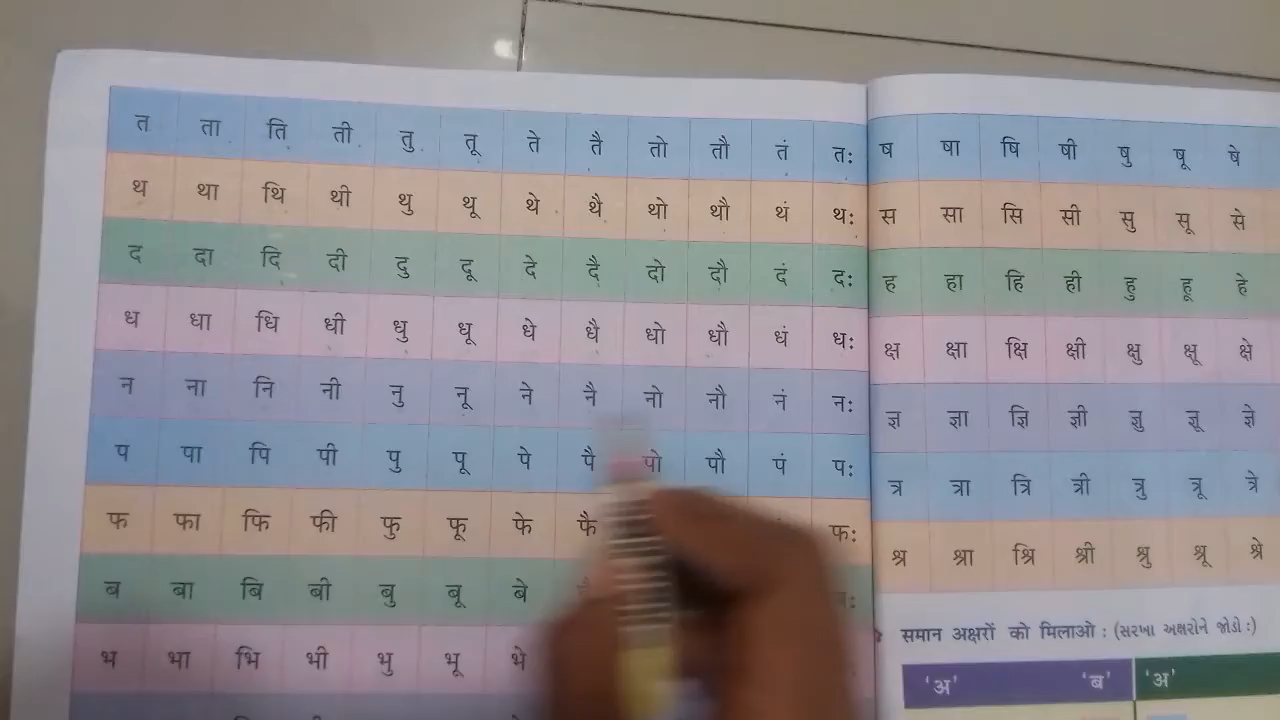 त ता ति ती तु तू ते तै तो तौ तं तः
थ था थि थी थु थू थे थै थो थौ थं थः
द दा दि दी दु दू दे दै दो दौ दं दः
ध धा धि धी धु धू धे धै धो धौ धं धः
न ना नि नी नु नू ने नै नो नौ नं नः
प पा पि पी पु पू पे पै पो पौ पं पः
फ फा फि फी फु फू फे फै फः
ब बा बि बी बु बू बे
भ भा भि भी भु भू भे
ष षा षि षी षु षू षे
स सा सि सी सु सू से
ह हा हि ही हु हू हे
क्ष क्षा क्षि क्षी क्षु क्षू क्षे
ज्ञ ज्ञा ज्ञि ज्ञी ज्ञु ज्ञू ज्ञे
त्र त्रा त्रि त्री त्रु त्रू त्रे
श्र श्रा श्रि श्री श्रु श्रू श्रे
समान अक्षरों को मिलाओ : (સરખા અક્ષરોને જોડો :)
'अ' 'ब' 'अ'